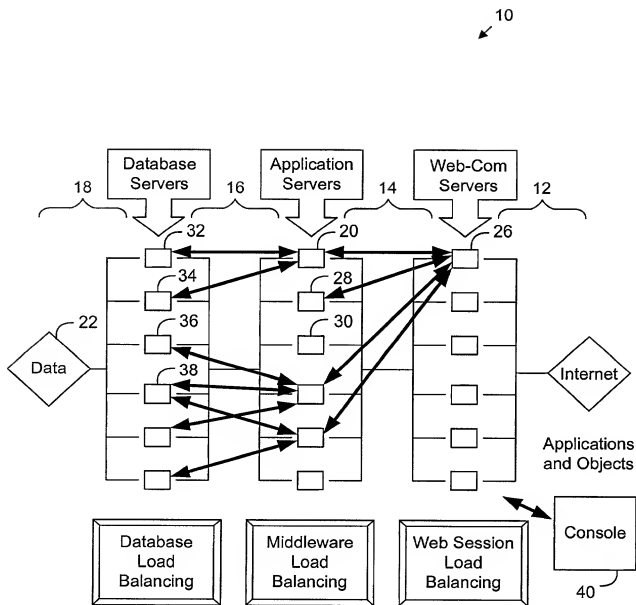 10
Database
Servers
Application
Servers
Web-Com
Servers
18
16
14
12
32
20
26
34
28
22
36
30
Data
38
Internet
Applications
and Objects
Database
Load
Balancing
Middleware
Load
Balancing
Web Session
Load
Balancing
Console
40